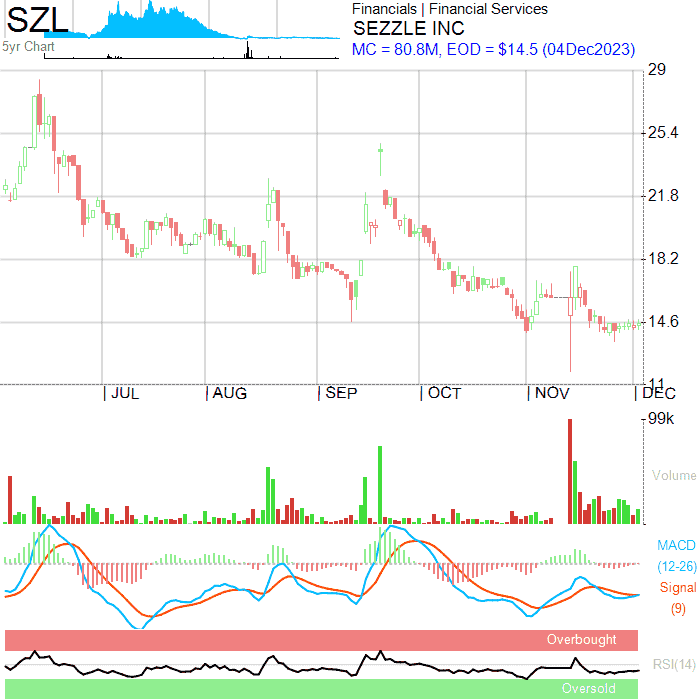 SZL
5yr Chart
Financials | Financial Services
SEZZLE INC
MC = 80.8M, EOD = $14.5 (04Dec2023)
29
25.4
21.8
18.2
14.6
11
JUL
AUG
SEP
OCT
NOV
DEC
99k
Volume
MACD
(12-26)
Signal
(9)
Overbought
RSI(14)
Oversold